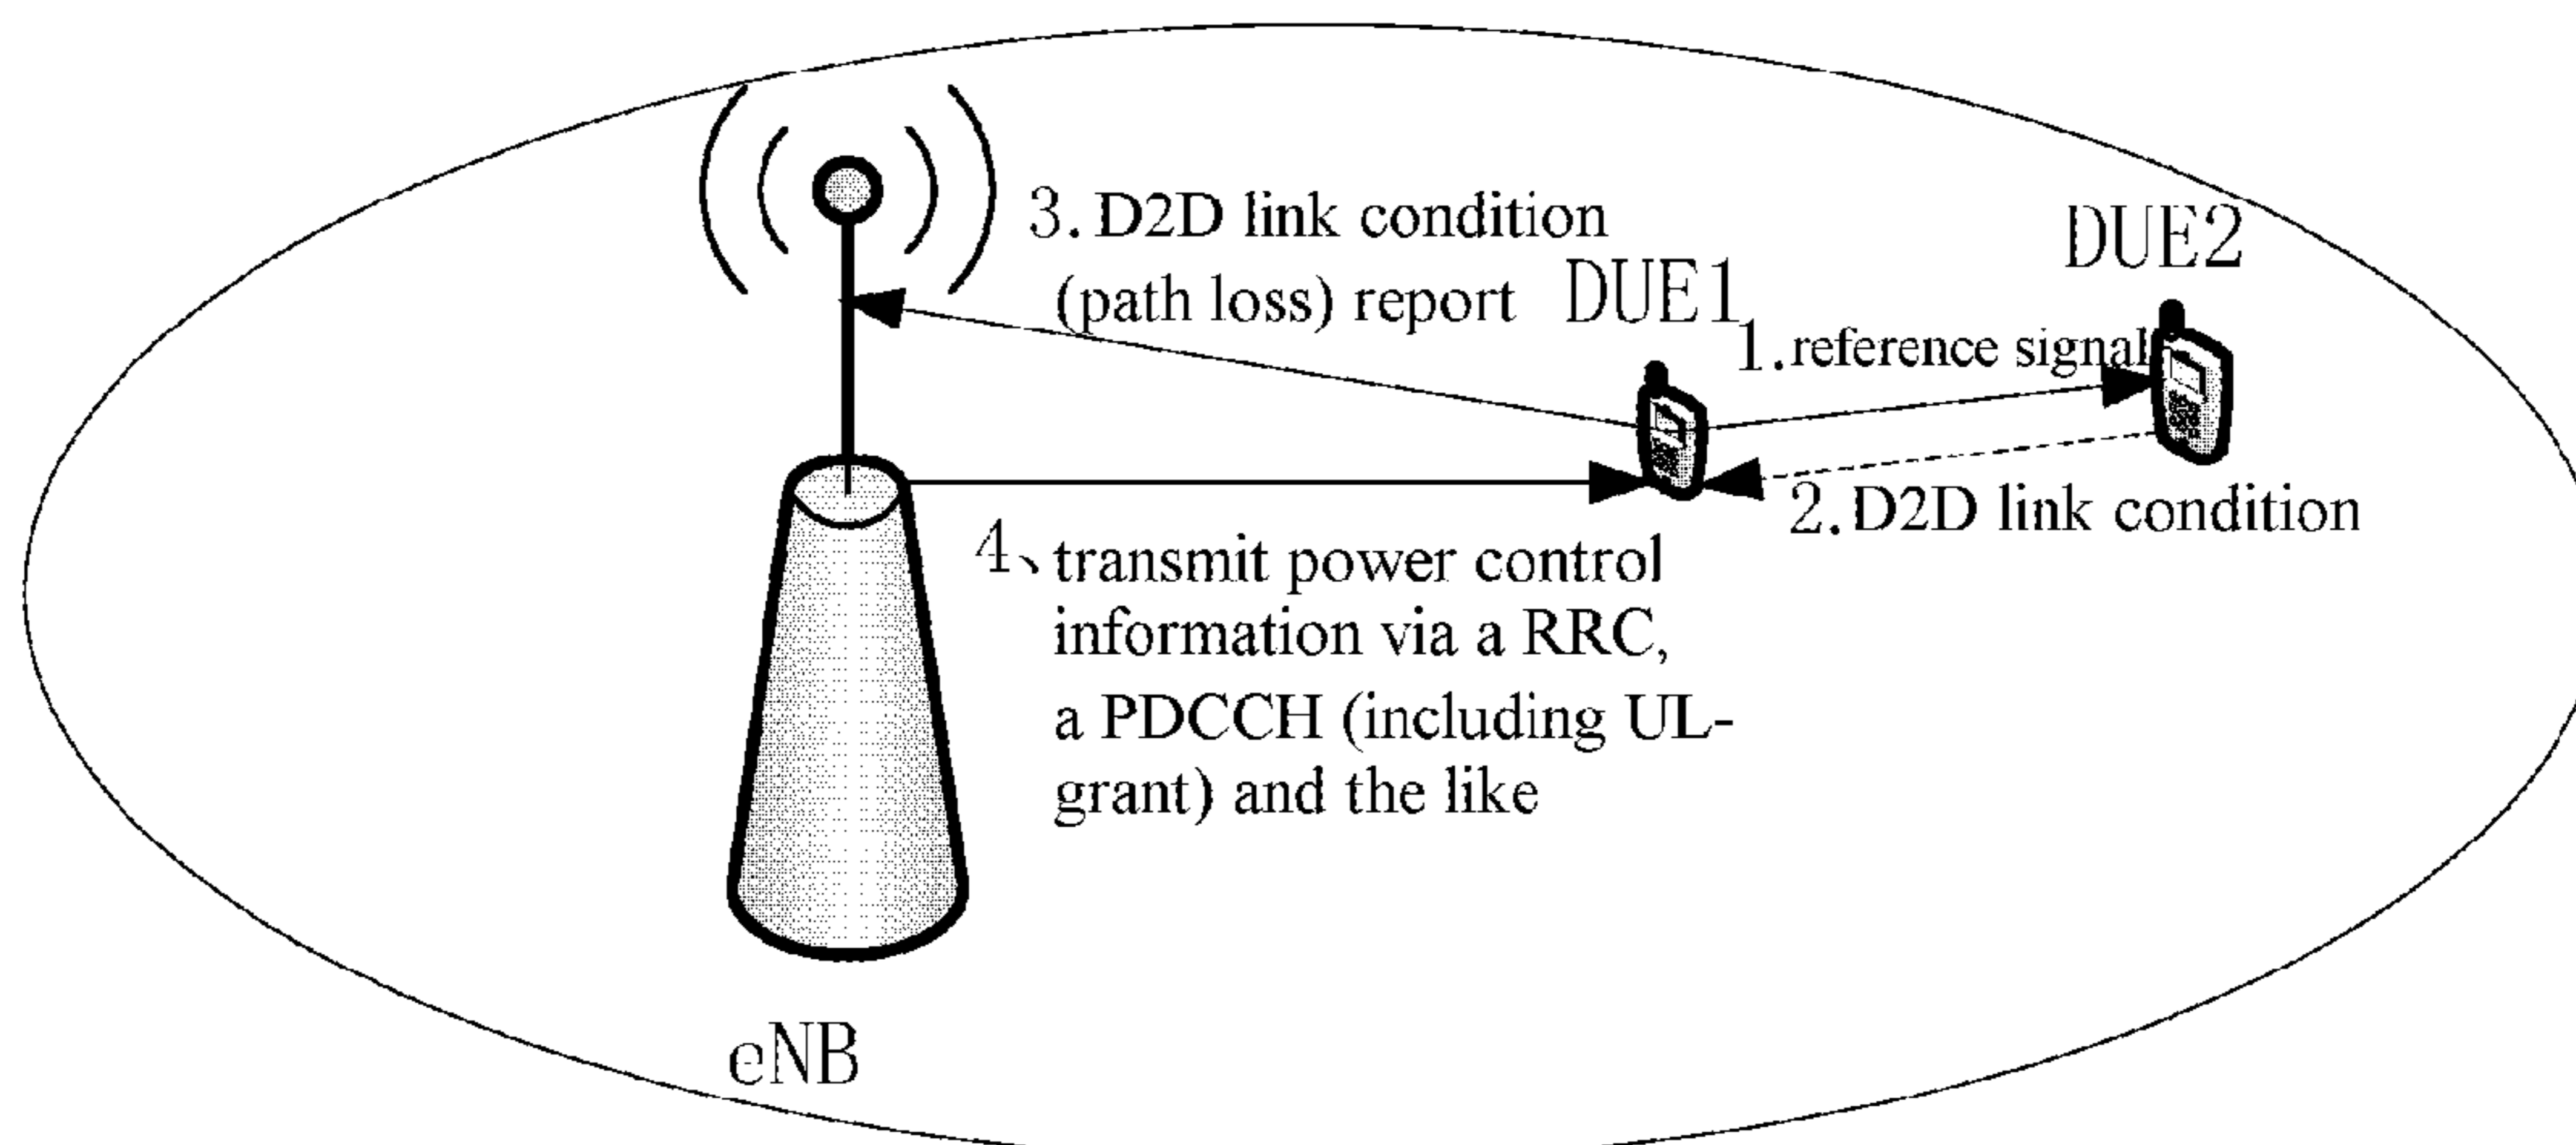 3. D2D link condition
(path loss) report
DUE1
DUE2
1.reference signal
2.D2D link condition
4、transmit power control
information via a RRC,
a PDCCH (including UL-
grant) and the like
eNB